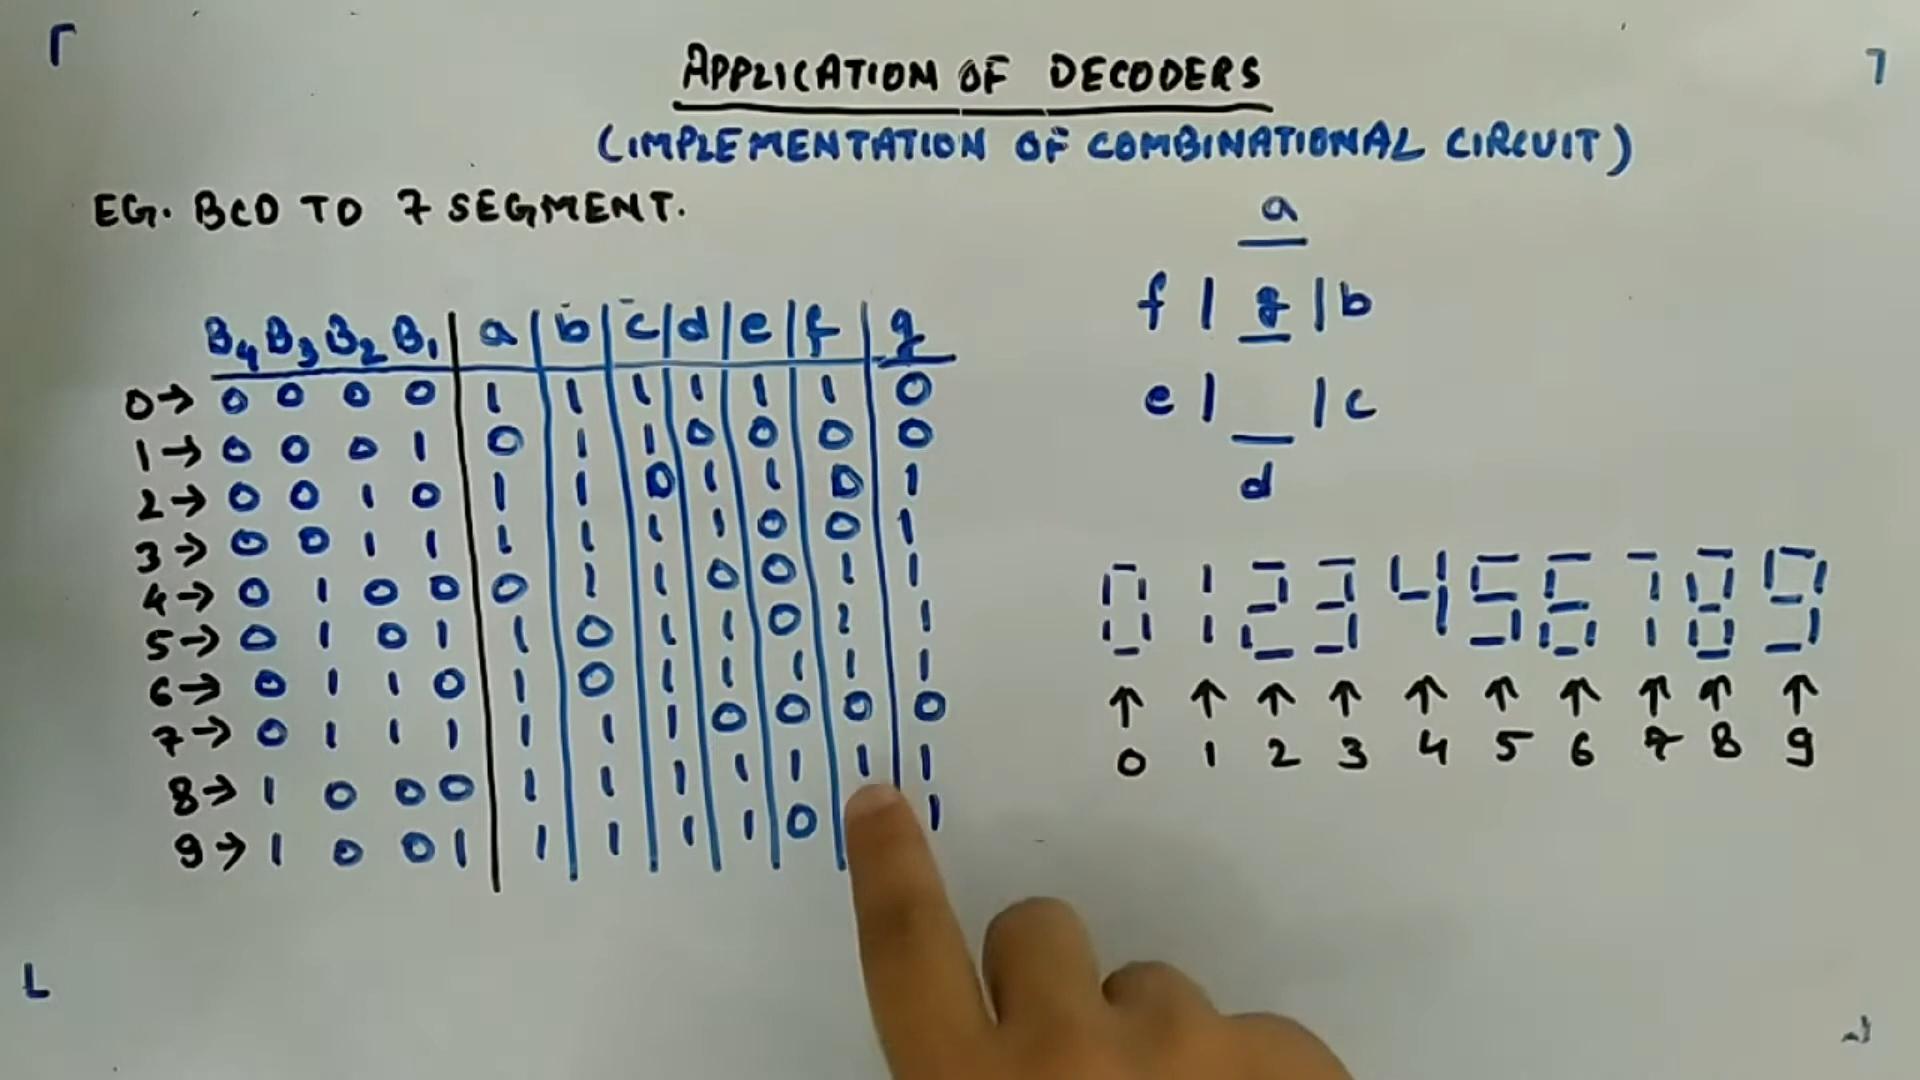 APPLICATION OF DECODERS
(IMPLEMENTATION OF COMBINATIONAL CIRCUIT)
EG. BCD TO 7 SEGMENT.
B4 B3 B2 B1 a b c d e f g
0→ 0 0 0 0 1 1 1 1 1 1 0
1→ 0 0 0 1 0 1 1 0 0 0 0
2→ 0 0 1 0 1 1 0 1 1 0 1
3→ 0 0 1 1 1 1 1 1 0 0 1
4→ 0 1 0 0 0 1 1 0 0 1 1
5→ 0 1 0 1 1 0 1 1 0 1 1
6→ 0 1 1 0 1 0 1 1 1 1 1
7→ 0 1 1 1 1 1 1 0 0 0 0
8→ 1 0 0 0 1 1 1 1 1 1 1
9→ 1 0 0 1 1 1 1 1 0 1
a
f g b
e c
d
0 1 2 3 4 5 6 7 8 9
↑ ↑ ↑ ↑ ↑ ↑ ↑ ↑ ↑ ↑
0 1 2 3 4 5 6 7 8 9